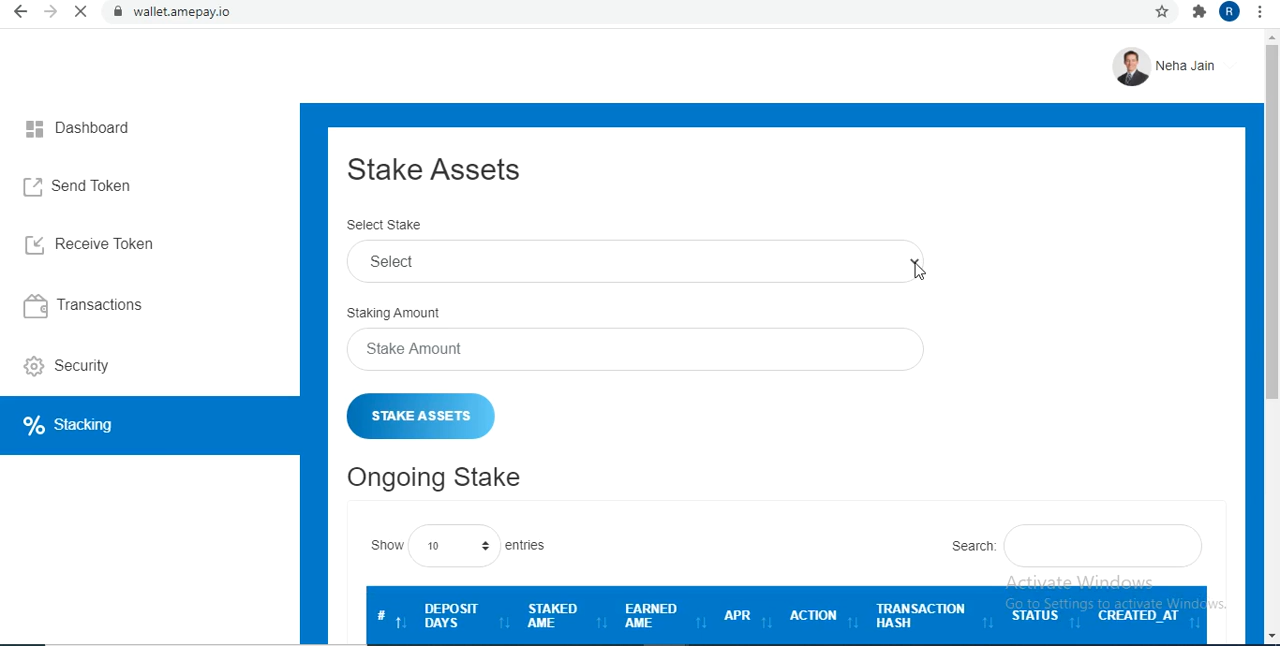 wallet.amepay.io
R
Neha Jain
Dashboard
Send Token
Receive Token
Transactions
Security
% Stacking
Stake Assets
Select Stake
Select
Staking Amount
Stake Amount
STAKE ASSETS
Ongoing Stake
Show 10 entries
Search:
Activate Windows
Go to Settings to activate Windows.
# DEPOSIT DAYS STAKED AME EARNED AME APR ACTION TRANSACTION HASH STATUS CREATED_AT